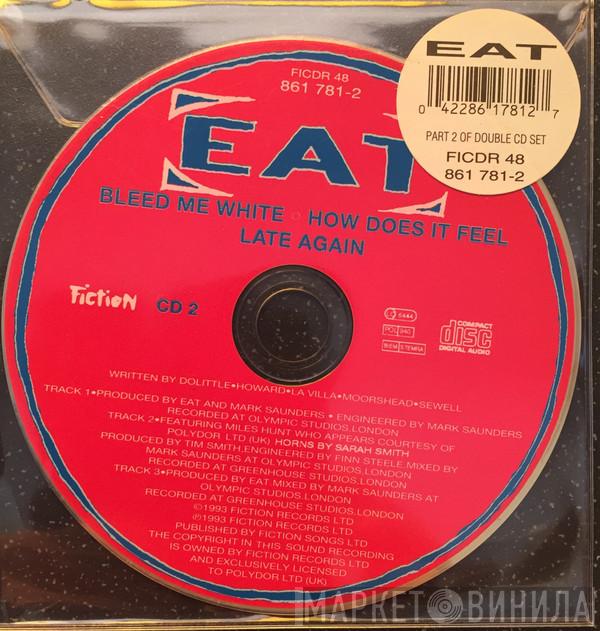 FICDR 48
861 781-2
EAT
BLEED ME WHITE • HOW DOES IT FEEL
LATE AGAIN
Fiction
CD 2
LC 6444
POL 940
BIEM STEMRA
COMPACT
disc
DIGITAL AUDIO
WRITTEN BY DOLITTLE•HOWARD•LA VILLA•MOORSHEAD•SEWELL
TRACK 1•PRODUCED BY EAT AND MARK SAUNDERS • ENGINEERED BY MARK SAUNDERS
RECORDED AT OLYMPIC STUDIOS.LONDON
TRACK 2•FEATURING MILES HUNT WHO APPEARS COURTESY OF
POLYDOR LTD (UK) HORNS BY SARAH SMITH
PRODUCED BY TIM SMITH,ENGINEERED BY FINN STEELE.MIXED BY
MARK SAUNDERS AT OLYMPIC STUDIOS.LONDON
RECORDED AT GREENHOUSE STUDIOS.LONDON
TRACK 3•PRODUCED BY EAT.MIXED BY MARK SAUNDERS AT
OLYMPIC STUDIOS.LONDON
RECORDED AT GREENHOUSE STUDIOS.LONDON
©1993 FICTION RECORDS LTD
℗1993 FICTION RECORDS LTD
PUBLISHED BY FICTION SONGS LTD
THE COPYRIGHT IN THIS SOUND RECORDING
IS OWNED BY FICTION RECORDS LTD
AND EXCLUSIVELY LICENSED
TO POLYDOR LTD (UK)
EAT
0 42286 17812 7
PART 2 OF DOUBLE CD SET
FICDR 48
861 781-2
МАРКЕТ ВИНИЛА